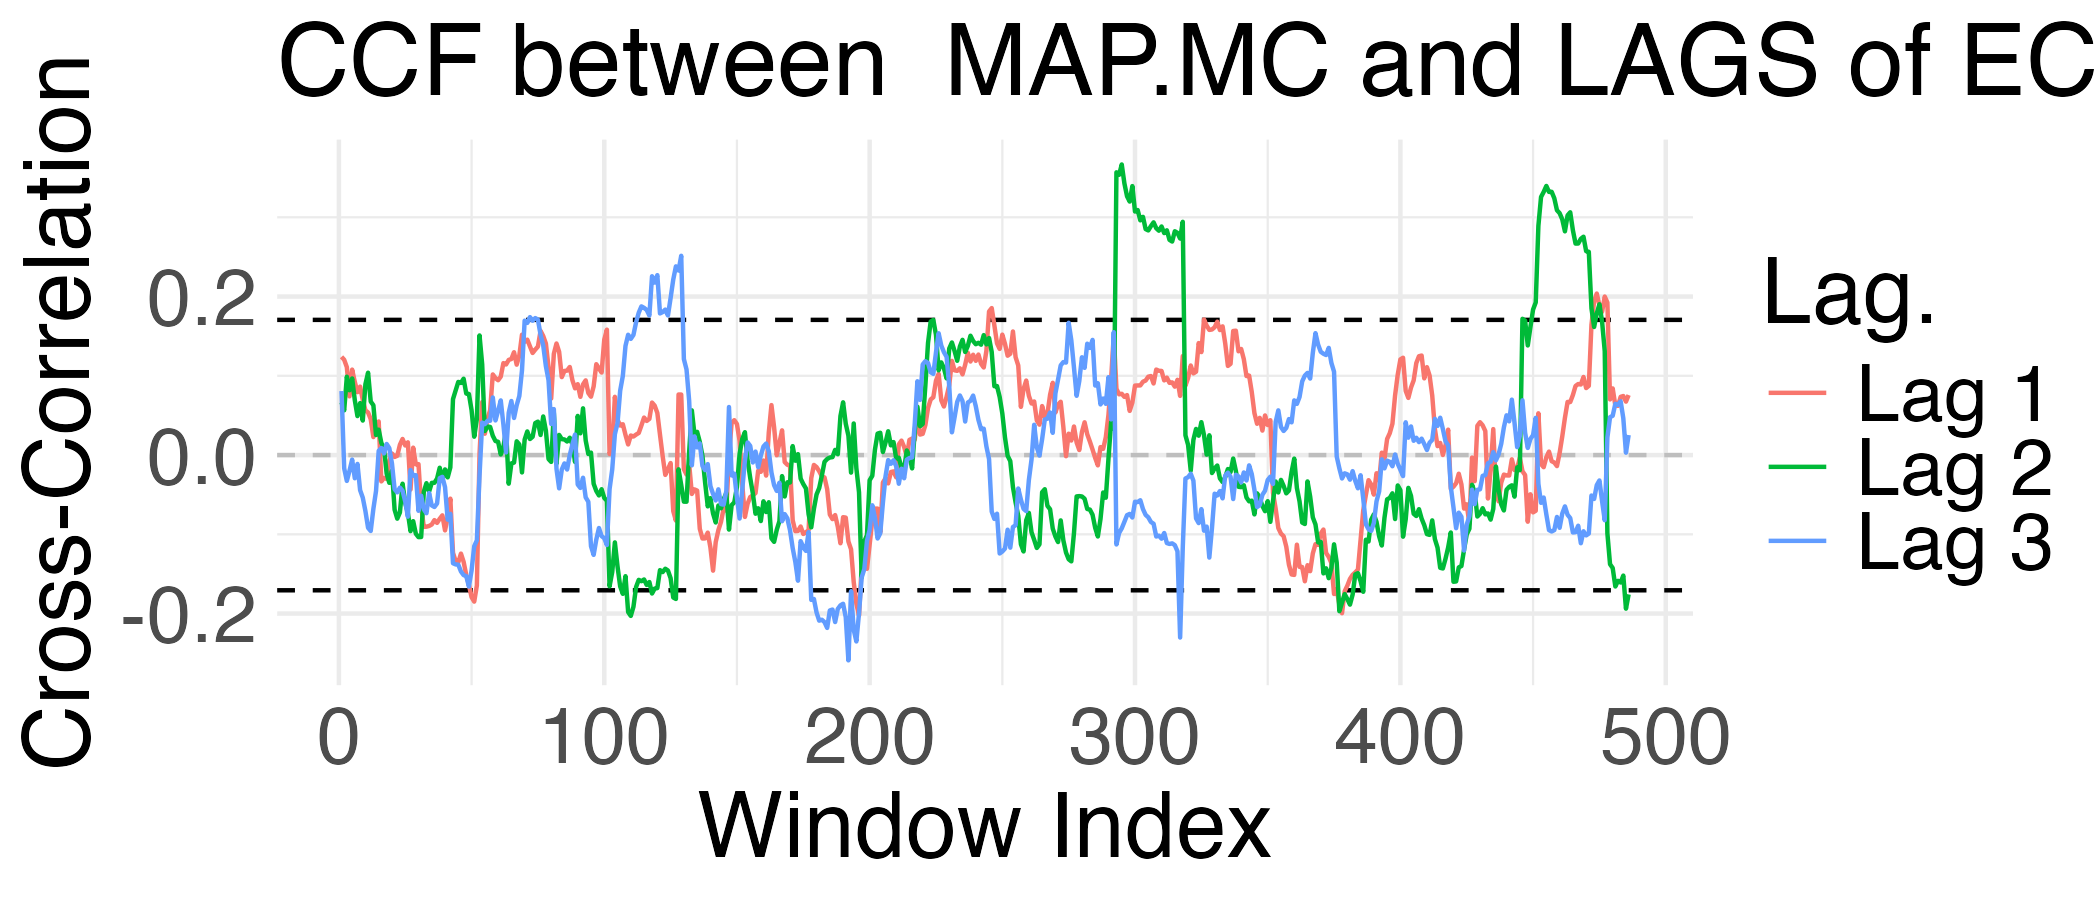 CCF between  MAP.MC and LAGS of EC
Cross-Correlation
0.2
0.0
-0.2
0 100 200 300 400 500
Window Index
Lag.
Lag 1
Lag 2
Lag 3